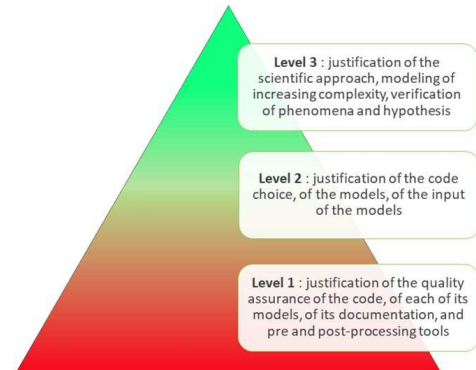 Level 3 : justification of the
scientific approach, modeling of
increasing complexity, verification
of phenomena and hypothesis
Level 2 : justification of the code
choice, of the models, of the input
of the models
Level 1 : justification of the quality
assurance of the code, of each of its
models, of its documentation, and
pre and post-processing tools